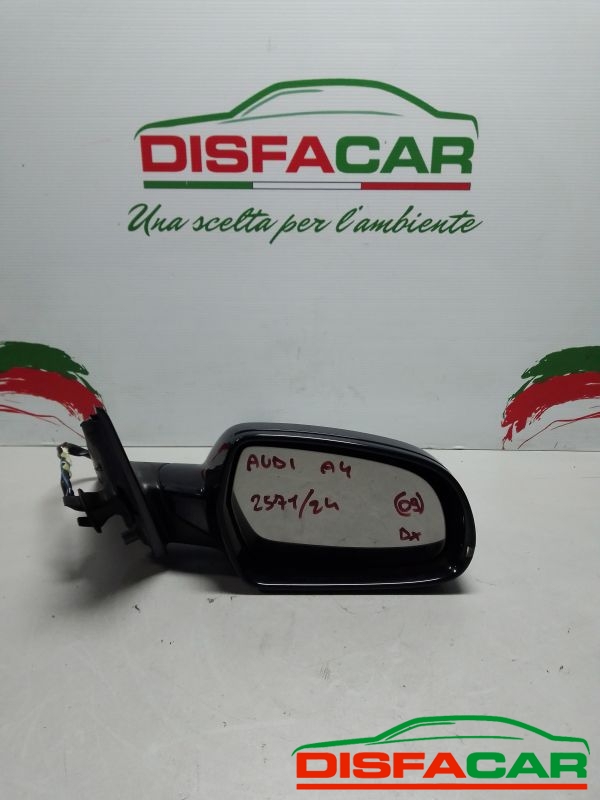 DISFACAR
Una scelta per l'ambiente
AUDI A4
2571/24 (09)
DX
DISFACAR